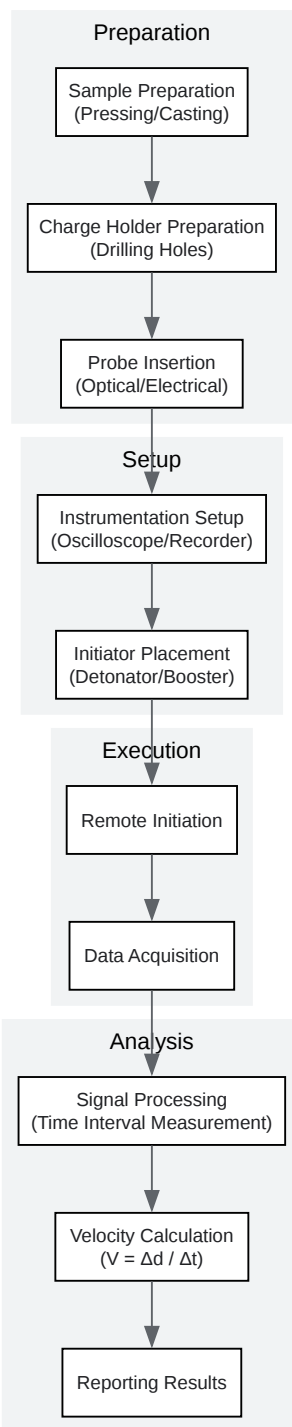 Preparation
Sample Preparation
(Pressing/Casting)
Charge Holder Preparation
(Drilling Holes)
Probe Insertion
(Optical/Electrical)
Setup
Instrumentation Setup
(Oscilloscope/Recorder)
Initiator Placement
(Detonator/Booster)
Execution
Remote Initiation
Data Acquisition
Analysis
Signal Processing
(Time Interval Measurement)
Velocity Calculation
(V = Δd / Δt)
Reporting Results